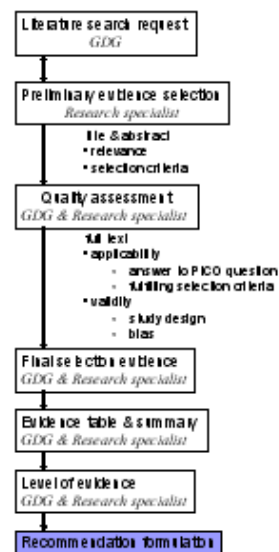 Literature search request
GDG
Preliminary evidence selection
Research specialist
title & abstract
• relevance
• selection criteria
Quality assessment
GDG & Research specialist
full text
• applicability
- answer to PICO question
- fulfilling selection criteria
• validity
- study design
- bias
Final selection evidence
GDG & Research specialist
Evidence table & summary
GDG & Research specialist
Level of evidence
GDG & Research specialist
Recommendation formulation